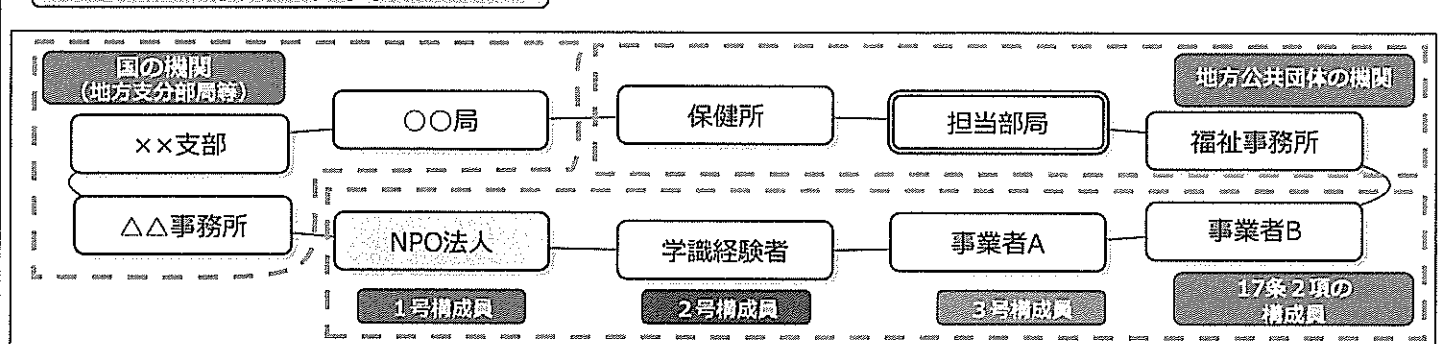 国の機関
(地方支分部局等)
地方公共団体の機関
○○局
保健所
担当部局
××支部
福祉事務所
△△事務所
NPO法人
学識経験者
事業者A
事業者B
1号構成員
2号構成員
3号構成員
17条2項の
構成員